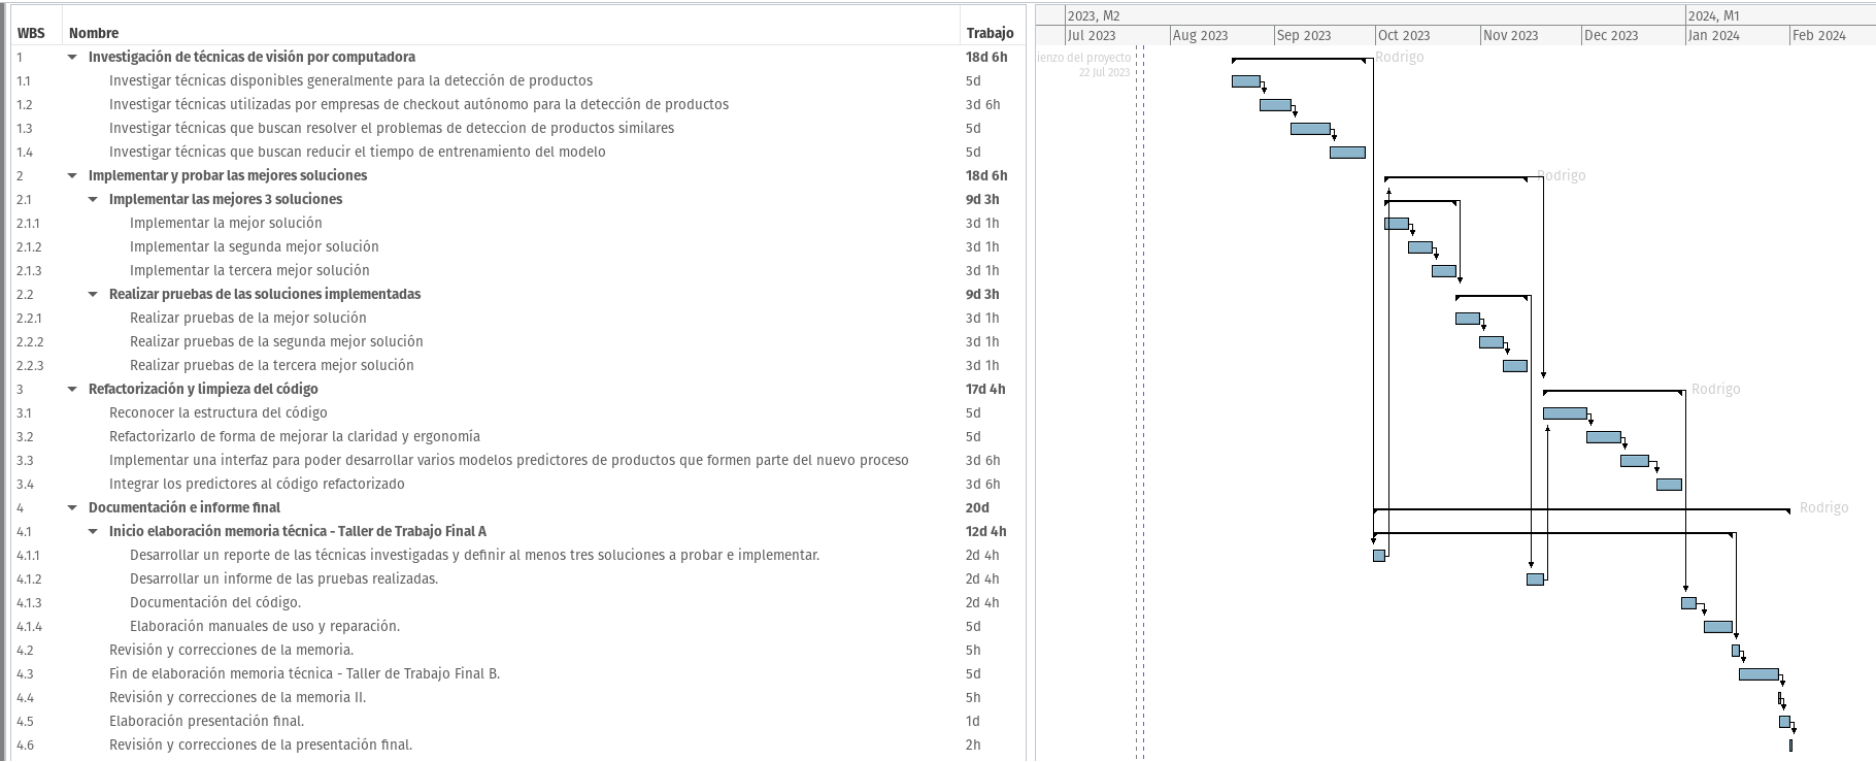 2023, M2 2024, M1
WBS Nombre Trabajo Jul 2023 Aug 2023 Sep 2023 Oct 2023 Nov 2023 Dec 2023 Jan 2024 Feb 2024
1 Investigación de técnicas de visión por computadora 18d 6h ienzo del proyecto Rodrigo
22 Jul 2023
1.1 Investigar técnicas disponibles generalmente para la detección de productos 5d
1.2 Investigar técnicas utilizadas por empresas de checkout autónomo para la detección de productos 3d 6h
1.3 Investigar técnicas que buscan resolver el problemas de deteccion de productos similares 5d
1.4 Investigar técnicas que buscan reducir el tiempo de entrenamiento del modelo 5d
2 Implementar y probar las mejores soluciones 18d 6h Rodrigo
2.1 Implementar las mejores 3 soluciones 9d 3h
2.1.1 Implementar la mejor solución 3d 1h
2.1.2 Implementar la segunda mejor solución 3d 1h
2.1.3 Implementar la tercera mejor solución 3d 1h
2.2 Realizar pruebas de las soluciones implementadas 9d 3h
2.2.1 Realizar pruebas de la mejor solución 3d 1h
2.2.2 Realizar pruebas de la segunda mejor solución 3d 1h
2.2.3 Realizar pruebas de la tercera mejor solución 3d 1h
3 Refactorización y limpieza del código 17d 4h Rodrigo
3.1 Reconocer la estructura del código 5d
3.2 Refactorizarlo de forma de mejorar la claridad y ergonomía 5d
3.3 Implementar una interfaz para poder desarrollar varios modelos predictores de productos que formen parte del nuevo proceso 3d 6h
3.4 Integrar los predictores al código refactorizado 3d 6h
4 Documentación e informe final 20d Rodrigo
4.1 Inicio elaboración memoria técnica - Taller de Trabajo Final A 12d 4h
4.1.1 Desarrollar un reporte de las técnicas investigadas y definir al menos tres soluciones a probar e implementar. 2d 4h
4.1.2 Desarrollar un informe de las pruebas realizadas. 2d 4h
4.1.3 Documentación del código. 2d 4h
4.1.4 Elaboración manuales de uso y reparación. 5d
4.2 Revisión y correcciones de la memoria. 5h
4.3 Fin de elaboración memoria técnica - Taller de Trabajo Final B. 5d
4.4 Revisión y correcciones de la memoria II. 5h
4.5 Elaboración presentación final. 1d
4.6 Revisión y correcciones de la presentación final. 2h